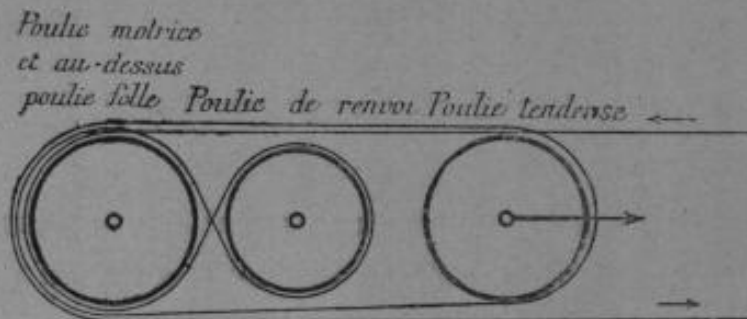 Poulie motrice
et au-dessus
poulie folle Poulie de renvoi Poulie tendeuse